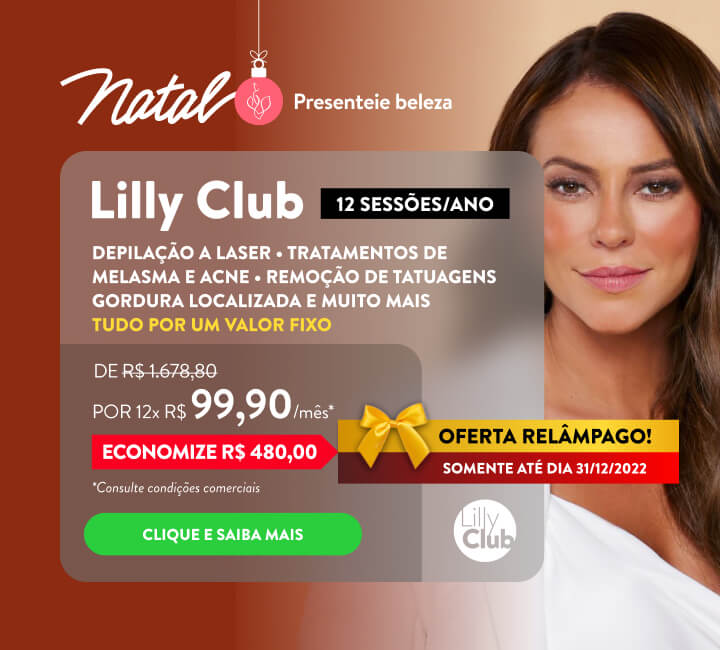 Natal
Presenteie beleza
Lilly Club
12 SESSÕES/ANO
DEPILAÇÃO A LASER • TRATAMENTOS DE
MELASMA E ACNE • REMOÇÃO DE TATUAGENS
GORDURA LOCALIZADA E MUITO MAIS
TUDO POR UM VALOR FIXO
DE R$ 1.678,80
POR 12x R$ 99,90/mês*
ECONOMIZE R$ 480,00
OFERTA RELÂMPAGO!
SOMENTE ATÉ DIA 31/12/2022
*Consulte condições comerciais
CLIQUE E SAIBA MAIS
Lilly
Club